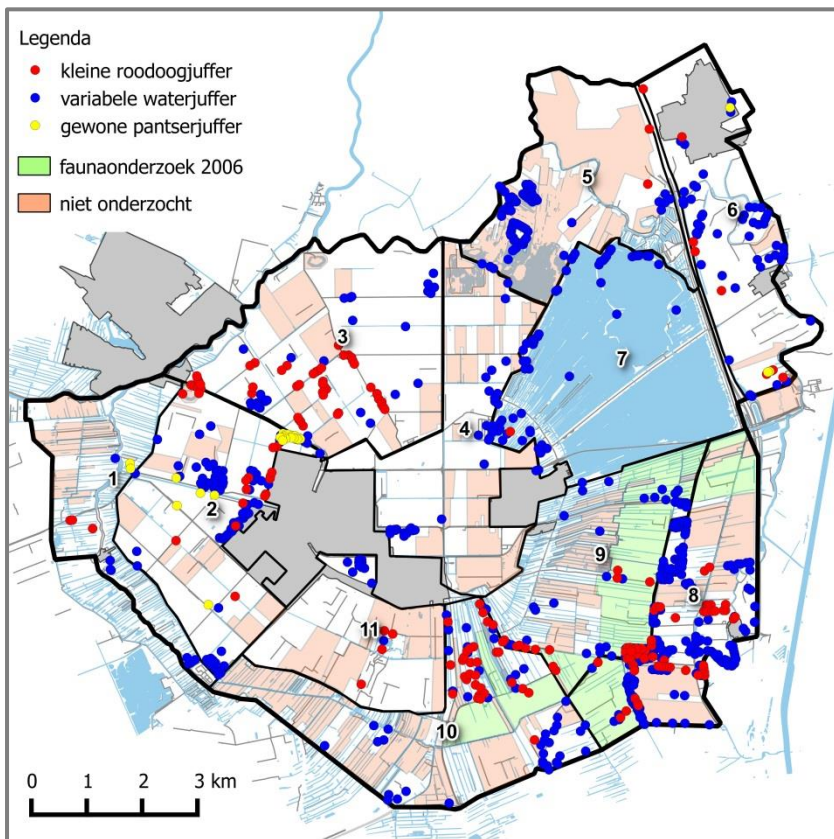 Legenda
kleine roodoogjuffer
variabele waterjuffer
gewone pantserjuffer
faunaonderzoek 2006
niet onderzocht
5
6
3
7
4
1
2
9
8
11
10
0 1 2 3 km